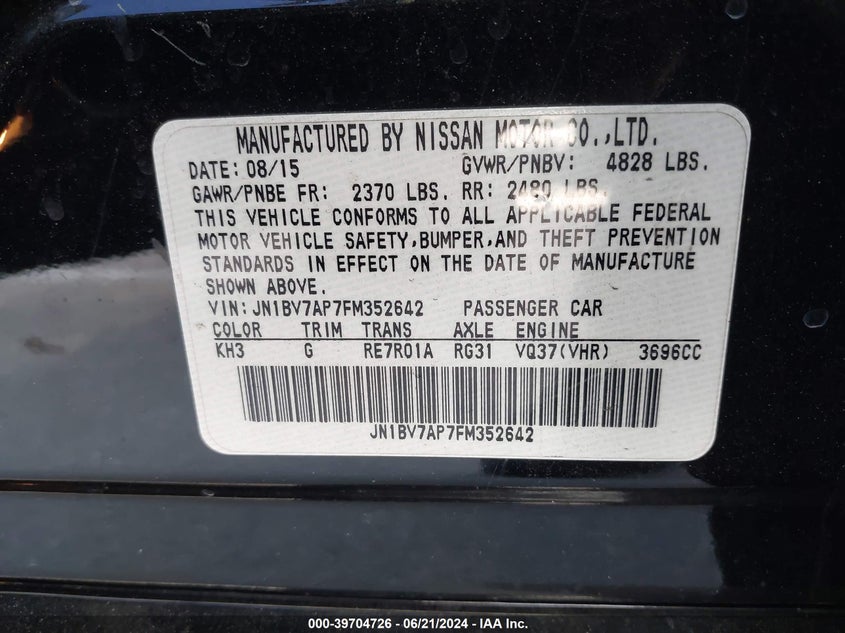 MANUFACTURED BY NISSAN MOTOR CO.,LTD.
DATE: 08/15 GVWR/PNBV: 4828 LBS.
GAWR/PNBE FR: 2370 LBS. RR: 2480 LBS.
THIS VEHICLE CONFORMS TO ALL APPLICABLE FEDERAL
MOTOR VEHICLE SAFETY,BUMPER,AND THEFT PREVENTION
STANDARDS IN EFFECT ON THE DATE OF MANUFACTURE
SHOWN ABOVE.
VIN:JN1BV7AP7FM352642 PASSENGER CAR
COLOR TRIM TRANS AXLE ENGINE
KH3 G RE7R01A RG31 VQ37(VHR) 3696CC
JN1BV7AP7FM352642
000-39704726 - 06/21/2024 - IAA Inc.